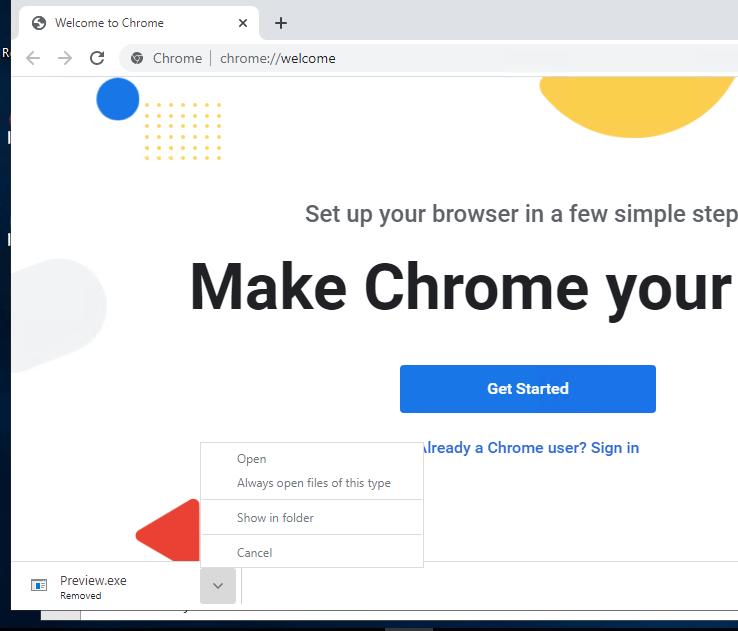 Welcome to Chrome
Chrome | chrome://welcome
Set up your browser in a few simple step
Make Chrome your
Get Started
Already a Chrome user? Sign in
Open
Always open files of this type
Show in folder
Cancel
Preview.exe
Removed